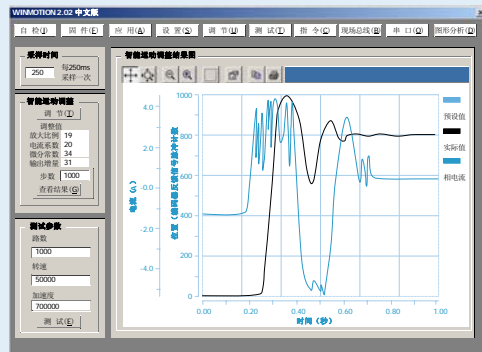 WINMOTION 2.02 中文版
自 检(I) 固 件(F) 应 用(A) 设 置(S) 调 节(U) 测 试(T) 指 令(C) 现场总线(B) 串 口(O) 图形分析(D)
采样时间
250 每250ms
采样一次
智能运动调整
调 节(T)
调整值
放大比例 19
电流系数 20
微分常数 34
输出增量 31
步数 1000
查看结果(G)
测试参数
路数
1000
转速
50000
加速度
700000
测 试(E)
智能运动调整结果图
电流（A）
4.0
2.0
-0.0
-2.0
-4.0
位置（编码器反馈信号脉冲计数）
1000
800
600
400
200
0
0.00 0.20 0.40 0.60 0.80 1.00
时间（秒）
预设值
实际值
相电流